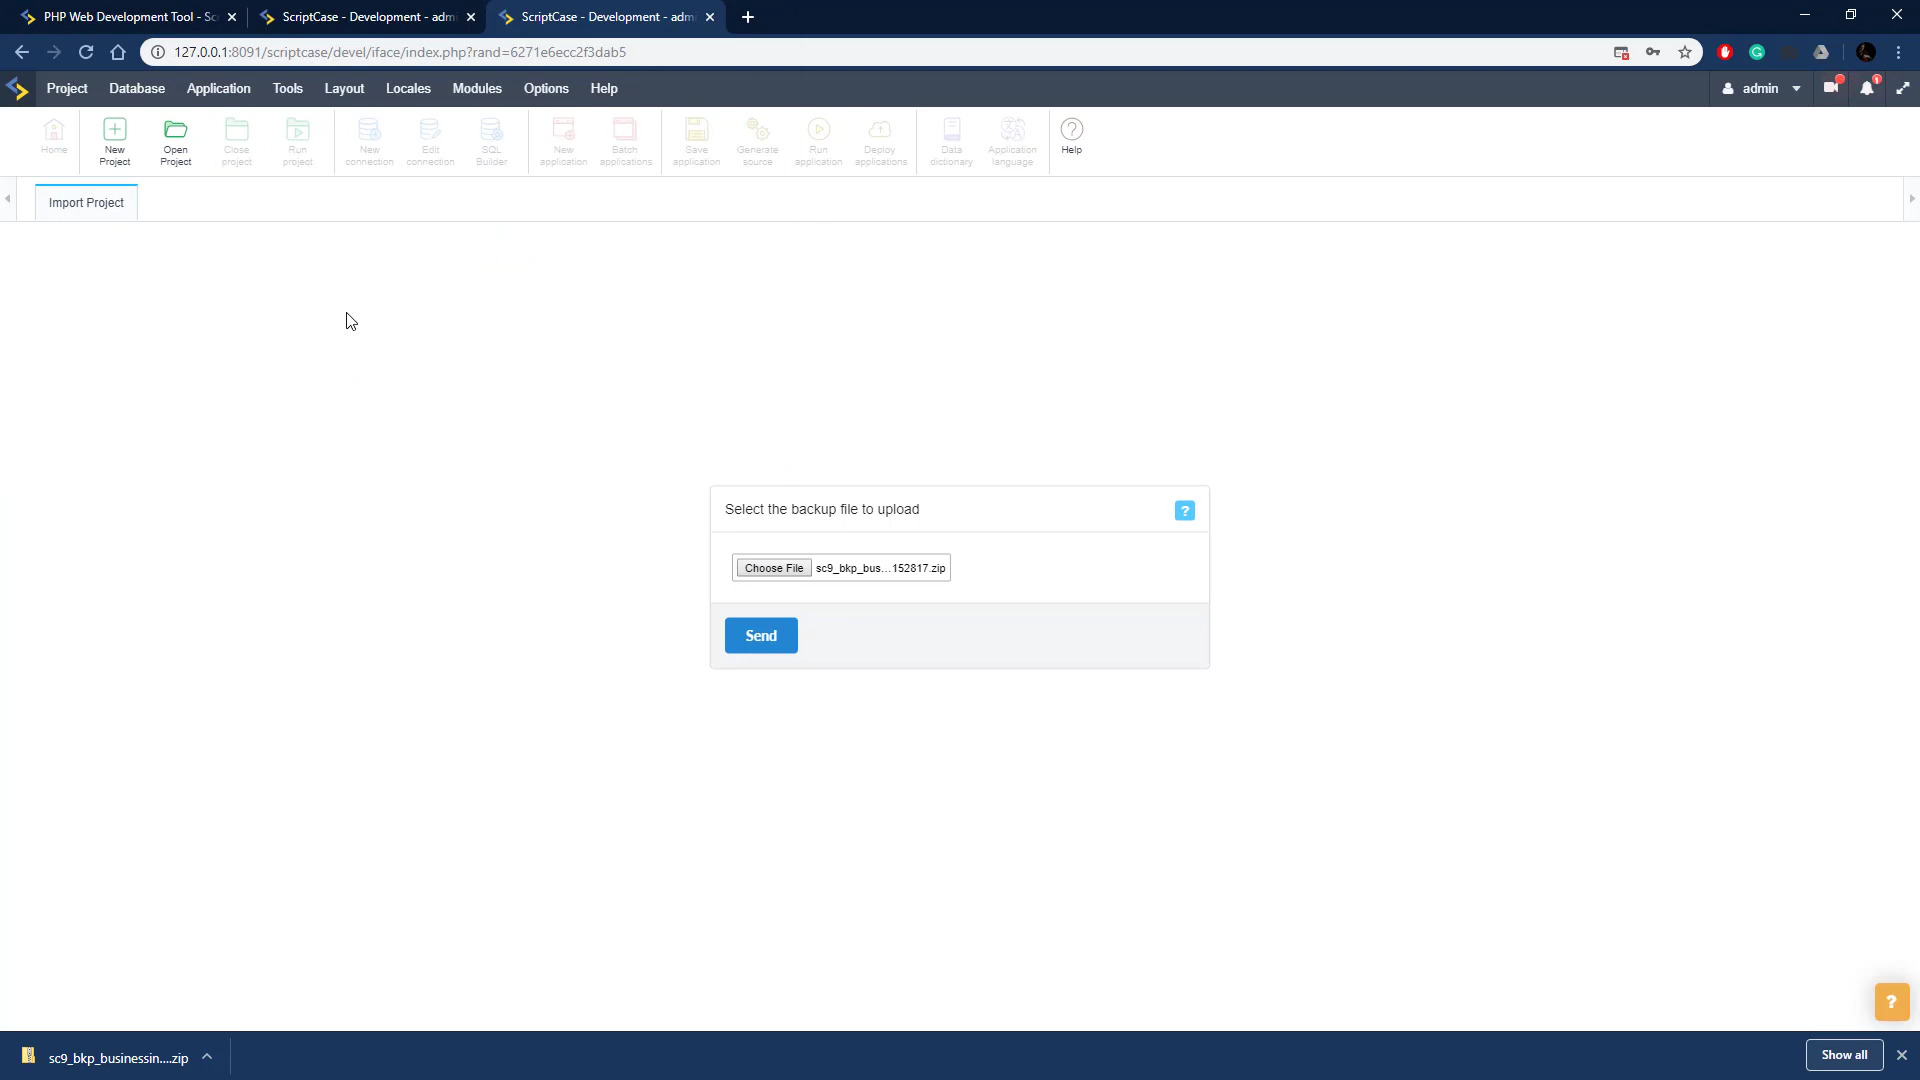 PHP Web Development Tool - Sc
ScriptCase - Development - admi
ScriptCase - Development - admi
127.0.0.1:8091/scriptcase/devel/iface/index.php?rand=6271e6ecc2f3dab5
Project Database Application Tools Layout Locales Modules Options Help admin 1
Home
New
Project
Open
Project
Close
project
Run
project
New
connection
Edit
connection
SQL
Builder
New
application
Batch
applications
Save
application
Generate
source
Run
application
Deploy
applications
Data
dictionary
Application
language
Help
Import Project
Select the backup file to upload ?
Choose File sc9_bkp_bus...152817.zip
Send
?
sc9_bkp_businessin....zip Show all